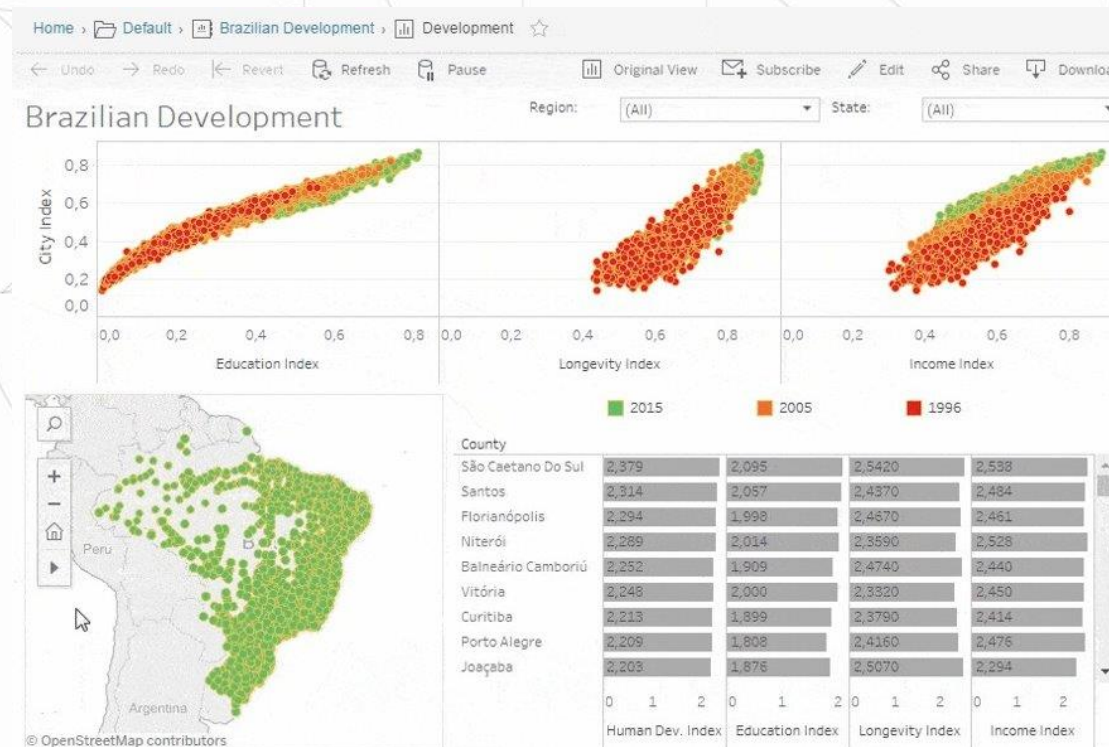 Home › Default › Brazilian Development › Development
Undo Redo Revert Refresh Pause Original View Subscribe Edit Share Downloa
Brazilian Development
Region: (All) State: (All)
City Index
0,8
0,6
0,4
0,2
0,0
0,0 0,2 0,4 0,6 0,0 0,2 0,4 0,6 0,8 0,0 0,2 0,4 0,6 0,8
Education Index Longevity Index Income Index
2015 2005 1996
Peru
Argentina
© OpenStreetMap contributors
County
São Caetano Do Sul 2,379 2,095 2,5420 2,538
Santos 2,314 2,057 2,4370 2,484
Florianópolis 2,294 1,998 2,4670 2,461
Niterói 2,289 2,014 2,3590 2,528
Balneário Camboriú 2,252 1,909 2,4740 2,440
Vitória 2,248 2,000 2,3320 2,450
Curitiba 2,213 1,899 2,3790 2,414
Porto Alegre 2,209 1,808 2,4160 2,476
Joaçaba 2,203 1,876 2,5070 2,294
0 1 2 0 1 2 0 1 2 0 1 2
Human Dev. Index Education Index Longevity Index Income Index